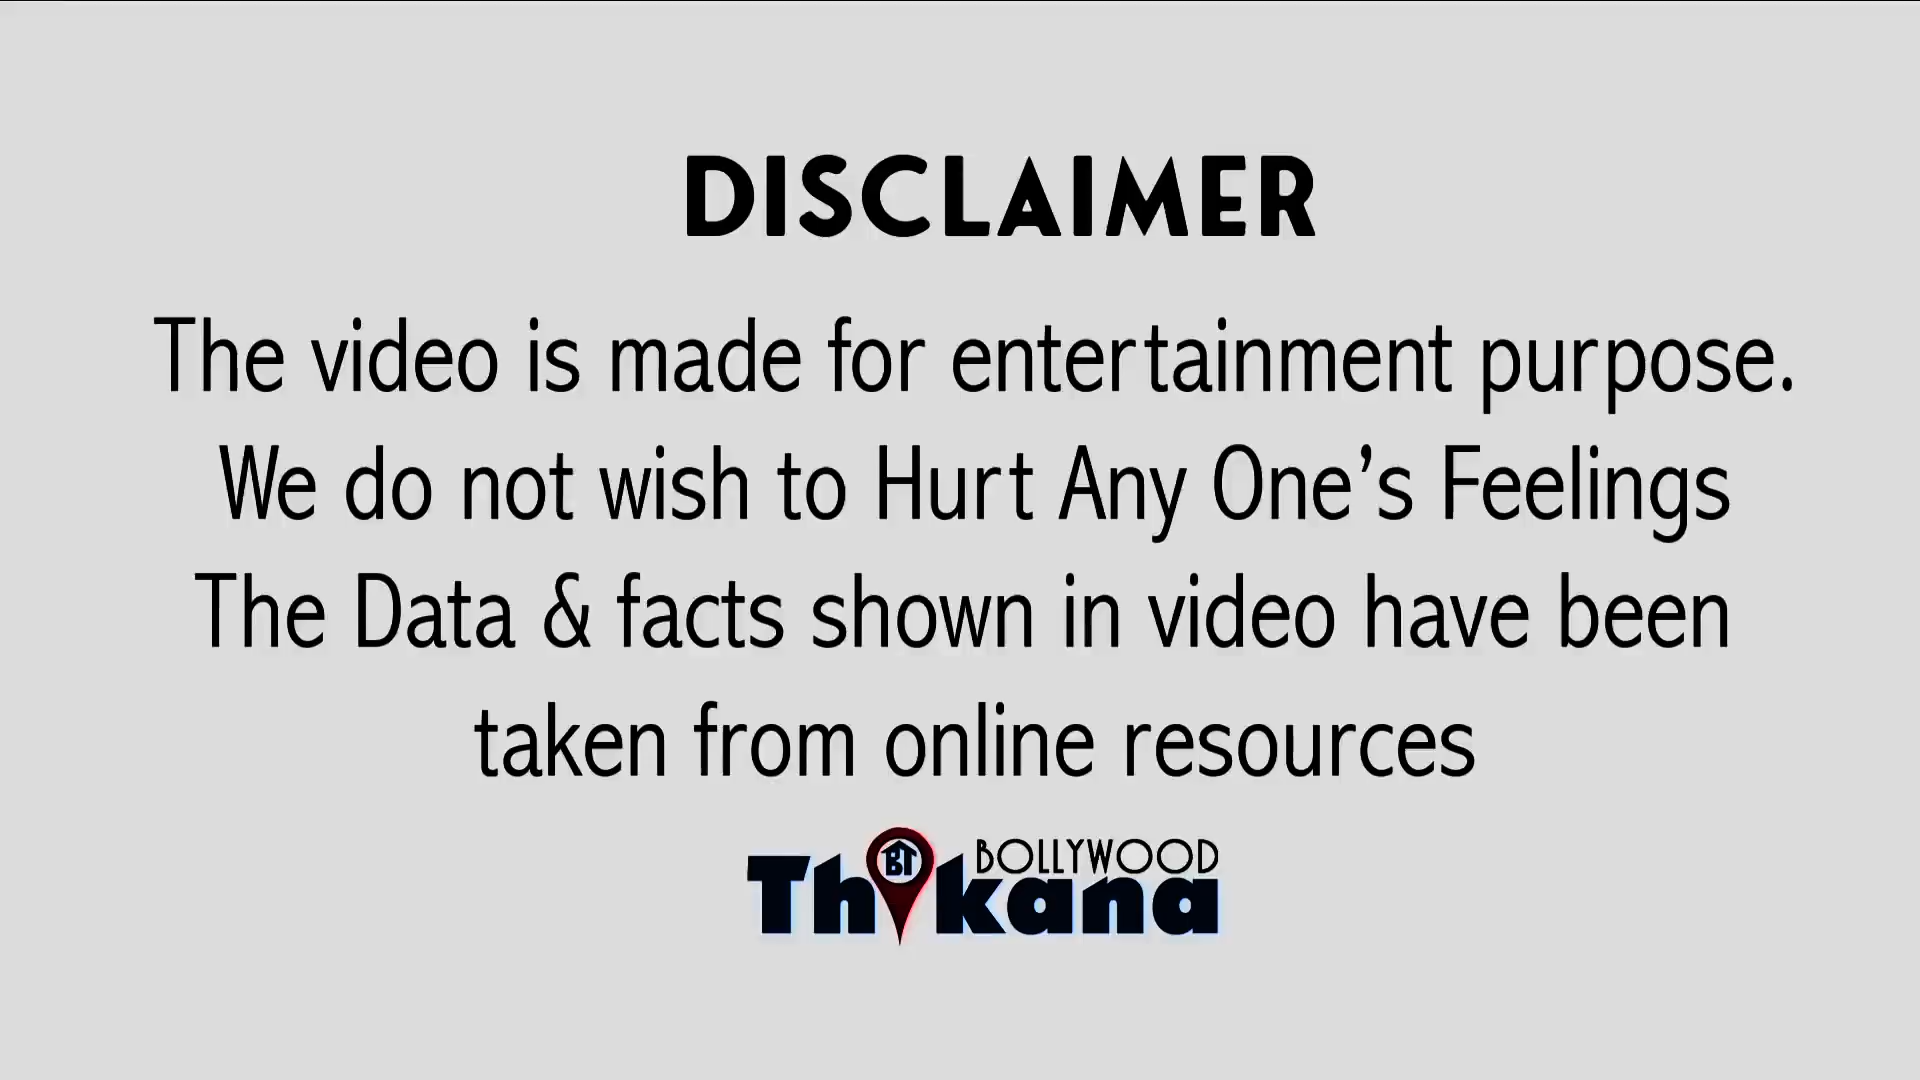 DISCLAIMER
The video is made for entertainment purpose.
We do not wish to Hurt Any One’s Feelings
The Data & facts shown in video have been
taken from online resources
BT
BOLLYWOOD
Thikana